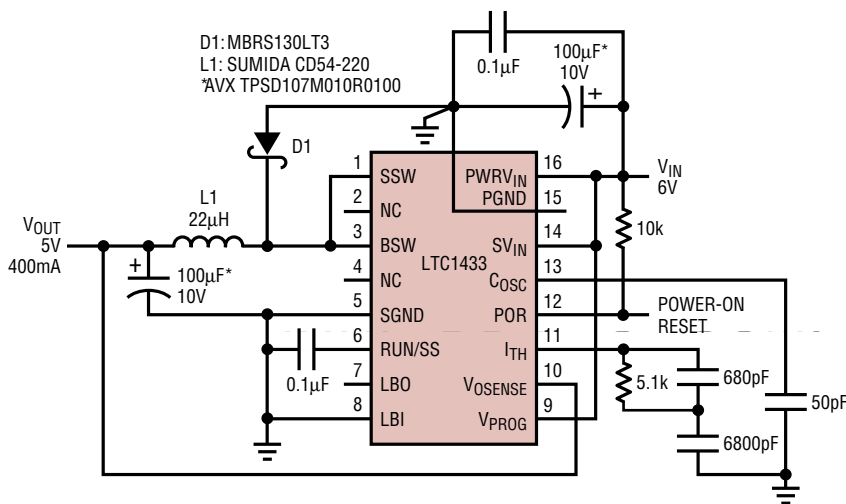 D1: MBRS130LT3
L1: SUMIDA CD54-220
*AVX TPSD107M010R0100
0.1µF
100µF*
10V
+
D1
L1
22µH
VOUT
5V
400mA
+
100µF*
10V
0.1µF
1
2
3
4
5
6
7
8
SSW
NC
BSW
NC
SGND
RUN/SS
LBO
LBI
LTC1433
PWRVIN
PGND
SVIN
COSC
POR
ITH
VOSENSE
VPROG
16
15
14
13
12
11
10
9
VIN
6V
10k
POWER-ON
RESET
5.1k
680pF
6800pF
50pF